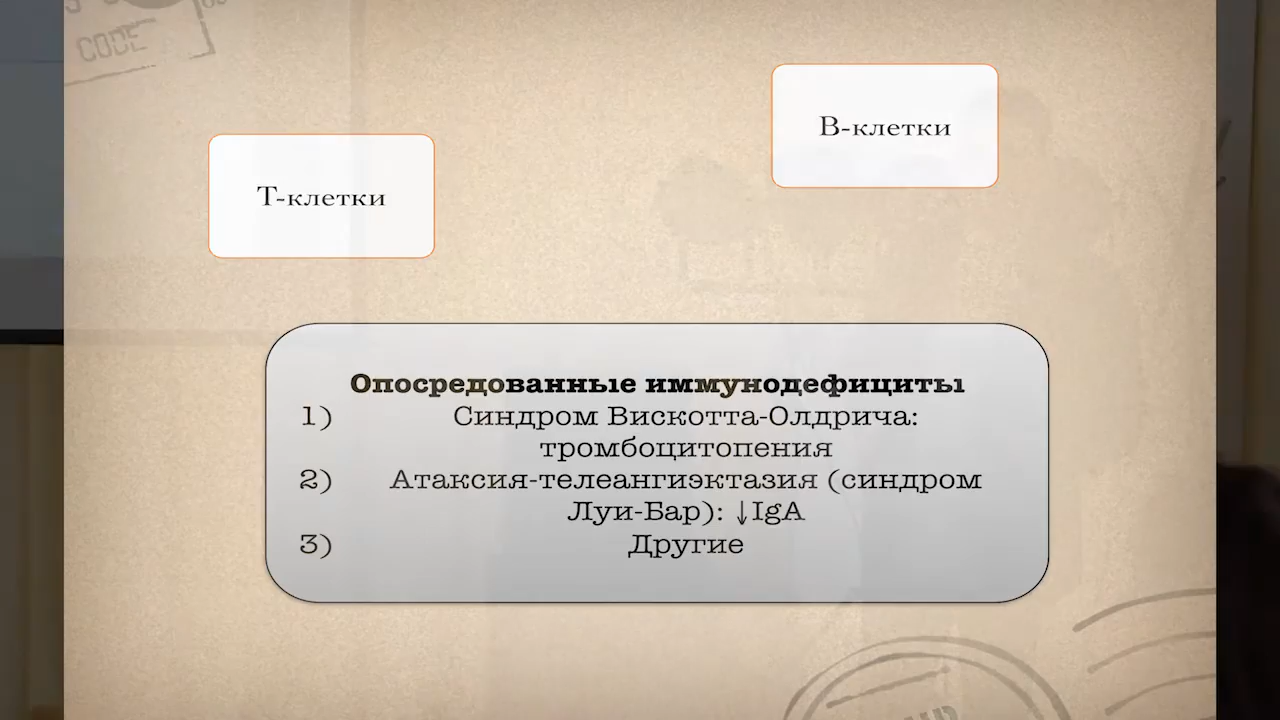 CODE
В-клетки
Т-клетки
Опосредованные иммунодефициты
1) Синдром Вискотта-Олдрича:
тромбоцитопения
2) Атаксия-телеангиэктазия (синдром
Луи-Бар): ↓IgA
3) Другие